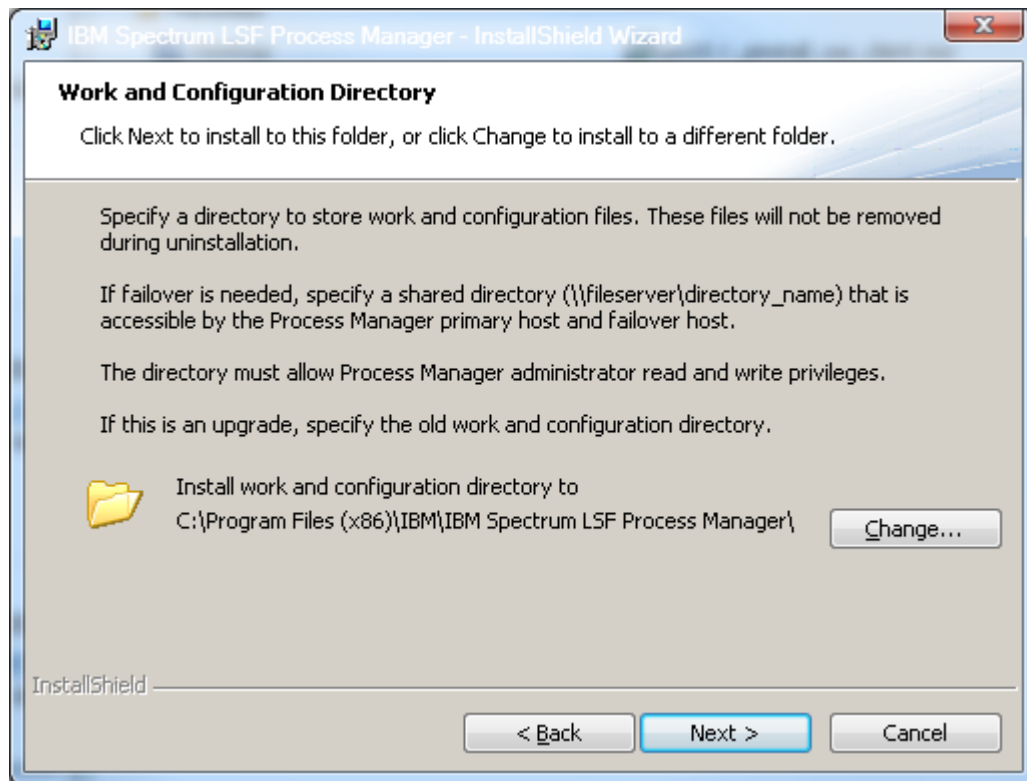 IBM Spectrum LSF Process Manager - InstallShield Wizard
Work and Configuration Directory
Click Next to install to this folder, or click Change to install to a different folder.
Specify a directory to store work and configuration files. These files will not be removed
during uninstallation.
If failover is needed, specify a shared directory (\\fileserver\directory_name) that is
accessible by the Process Manager primary host and failover host.
The directory must allow Process Manager administrator read and write privileges.
If this is an upgrade, specify the old work and configuration directory.
Install work and configuration directory to
C:\Program Files (x86)\IBM\IBM Spectrum LSF Process Manager\
Change...
InstallShield
< Back
Next >
Cancel